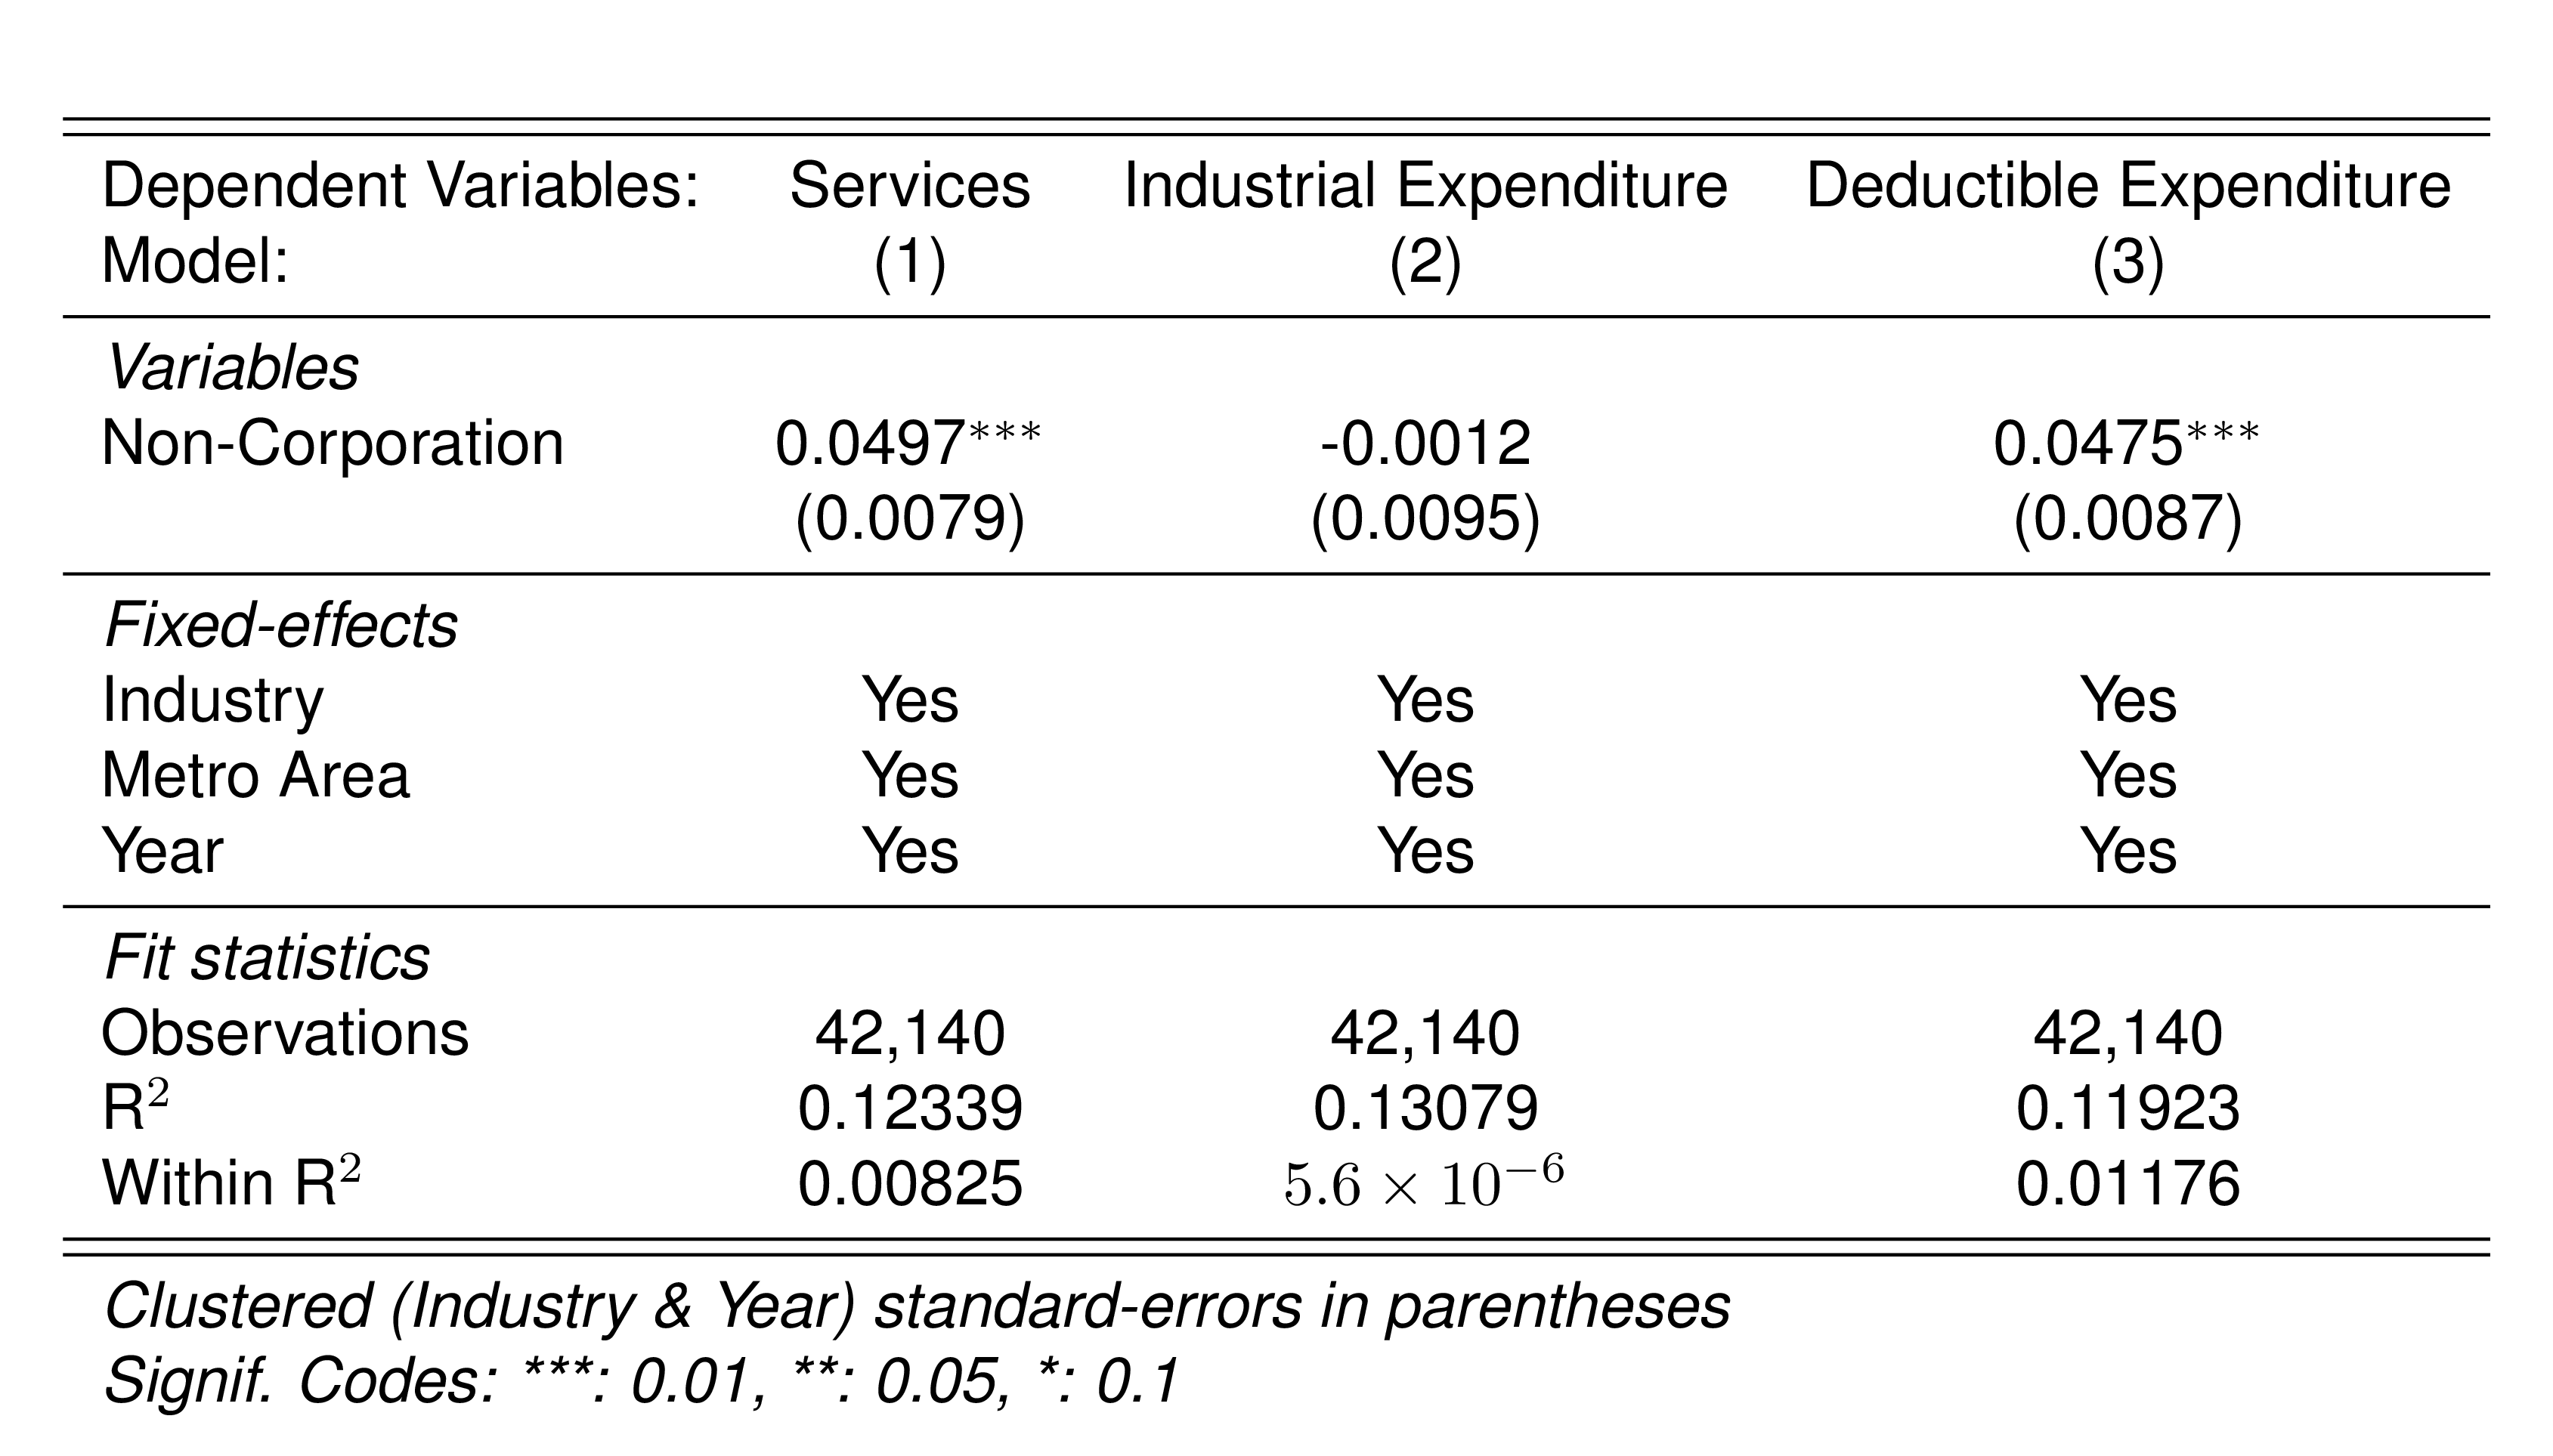 Dependent Variables: Services Industrial Expenditure Deductible Expenditure
Model: (1) (2) (3)
Variables
Non-Corporation 0.0497*** -0.0012 0.0475***
(0.0079) (0.0095) (0.0087)
Fixed-effects
Industry Yes Yes Yes
Metro Area Yes Yes Yes
Year Yes Yes Yes
Fit statistics
Observations 42,140 42,140 42,140
R² 0.12339 0.13079 0.11923
Within R² 0.00825 5.6 × 10⁻⁶ 0.01176
Clustered (Industry & Year) standard-errors in parentheses
Signif. Codes: ***: 0.01, **: 0.05, *: 0.1